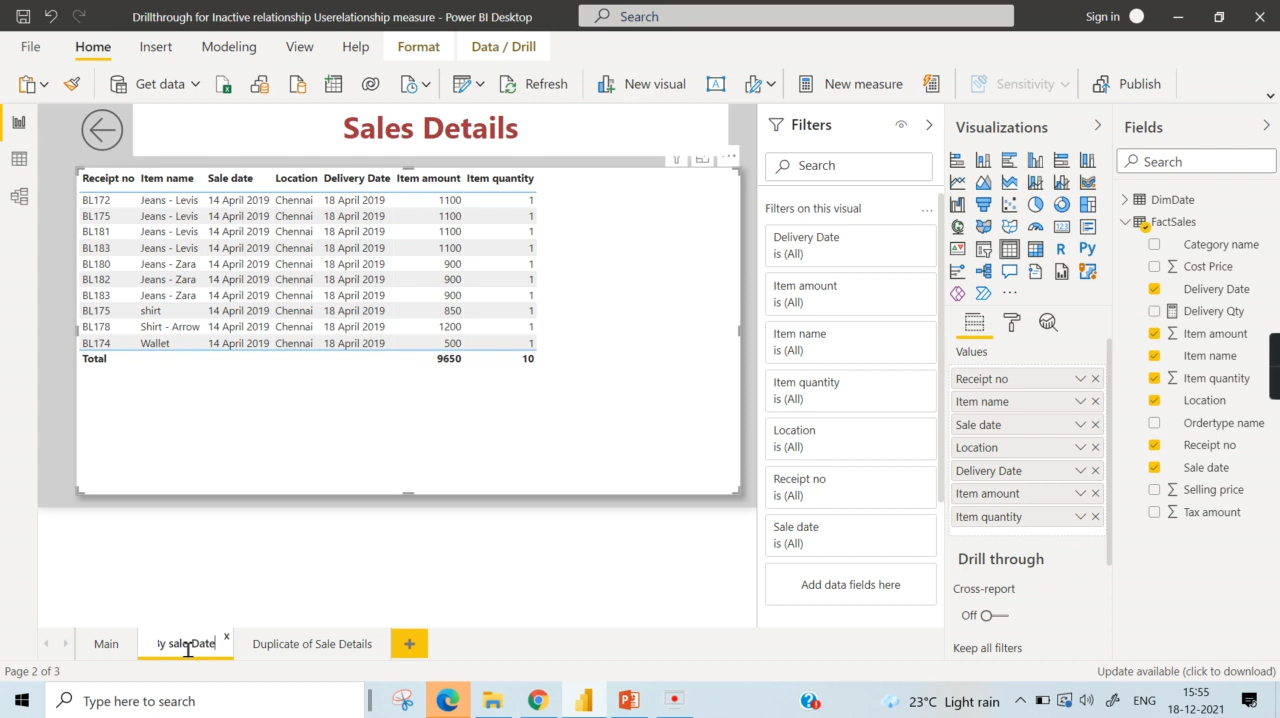 Drillthrough for Inactive relationship Userelationship measure - Power BI Desktop
Search
Sign in
File
Home
Insert
Modeling
View
Help
Format
Data / Drill
Get data
Refresh
New visual
New measure
Sensitivity
Publish
Sales Details
Receipt no Item name Sale date Location Delivery Date Item amount Item quantity
BL172 Jeans - Levis 14 April 2019 Chennai 18 April 2019 1100 1
BL175 Jeans - Levis 14 April 2019 Chennai 18 April 2019 1100 1
BL181 Jeans - Levis 14 April 2019 Chennai 18 April 2019 1100 1
BL183 Jeans - Levis 14 April 2019 Chennai 18 April 2019 1100 1
BL180 Jeans - Zara 14 April 2019 Chennai 18 April 2019 900 1
BL182 Jeans - Zara 14 April 2019 Chennai 18 April 2019 900 1
BL183 Jeans - Zara 14 April 2019 Chennai 18 April 2019 900 1
BL175 shirt 14 April 2019 Chennai 18 April 2019 850 1
BL178 Shirt - Arrow 14 April 2019 Chennai 18 April 2019 1200 1
BL174 Wallet 14 April 2019 Chennai 18 April 2019 500 1
Total 9650 10
Filters
Search
Filters on this visual
Delivery Date
is (All)
Item amount
is (All)
Item name
is (All)
Item quantity
is (All)
Location
is (All)
Receipt no
is (All)
Sale date
is (All)
Add data fields here
Visualizations
R
Py
123
Values
Receipt no
Item name
Sale date
Location
Delivery Date
Item amount
Item quantity
Drill through
Cross-report
Off
Keep all filters
Fields
Search
DimDate
FactSales
Category name
Cost Price
Delivery Date
Delivery Qty
Item amount
Item name
Item quantity
Location
Ordertype name
Receipt no
Sale date
Selling price
Tax amount
Main
By sale Date
x
Duplicate of Sale Details
Page 2 of 3
Update available (click to download)
Type here to search
23°C Light rain
ENG
15:55
18-12-2021